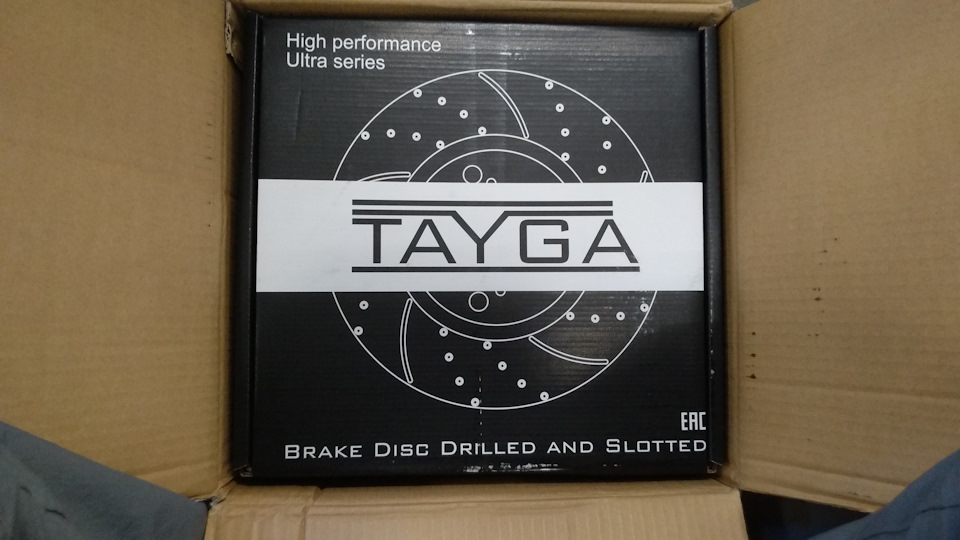 High performance
Ultra series
TAYGA
EAC
BRAKE DISC DRILLED AND SLOTTED